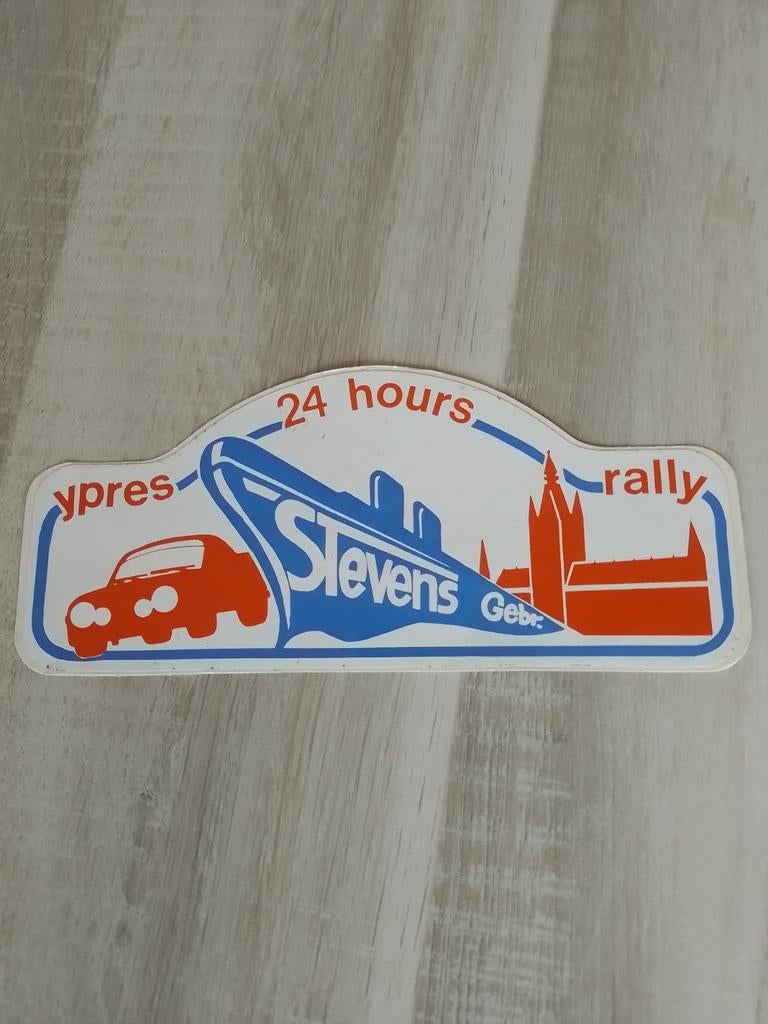 ypres 24 hours rally
Stevens Gebr.